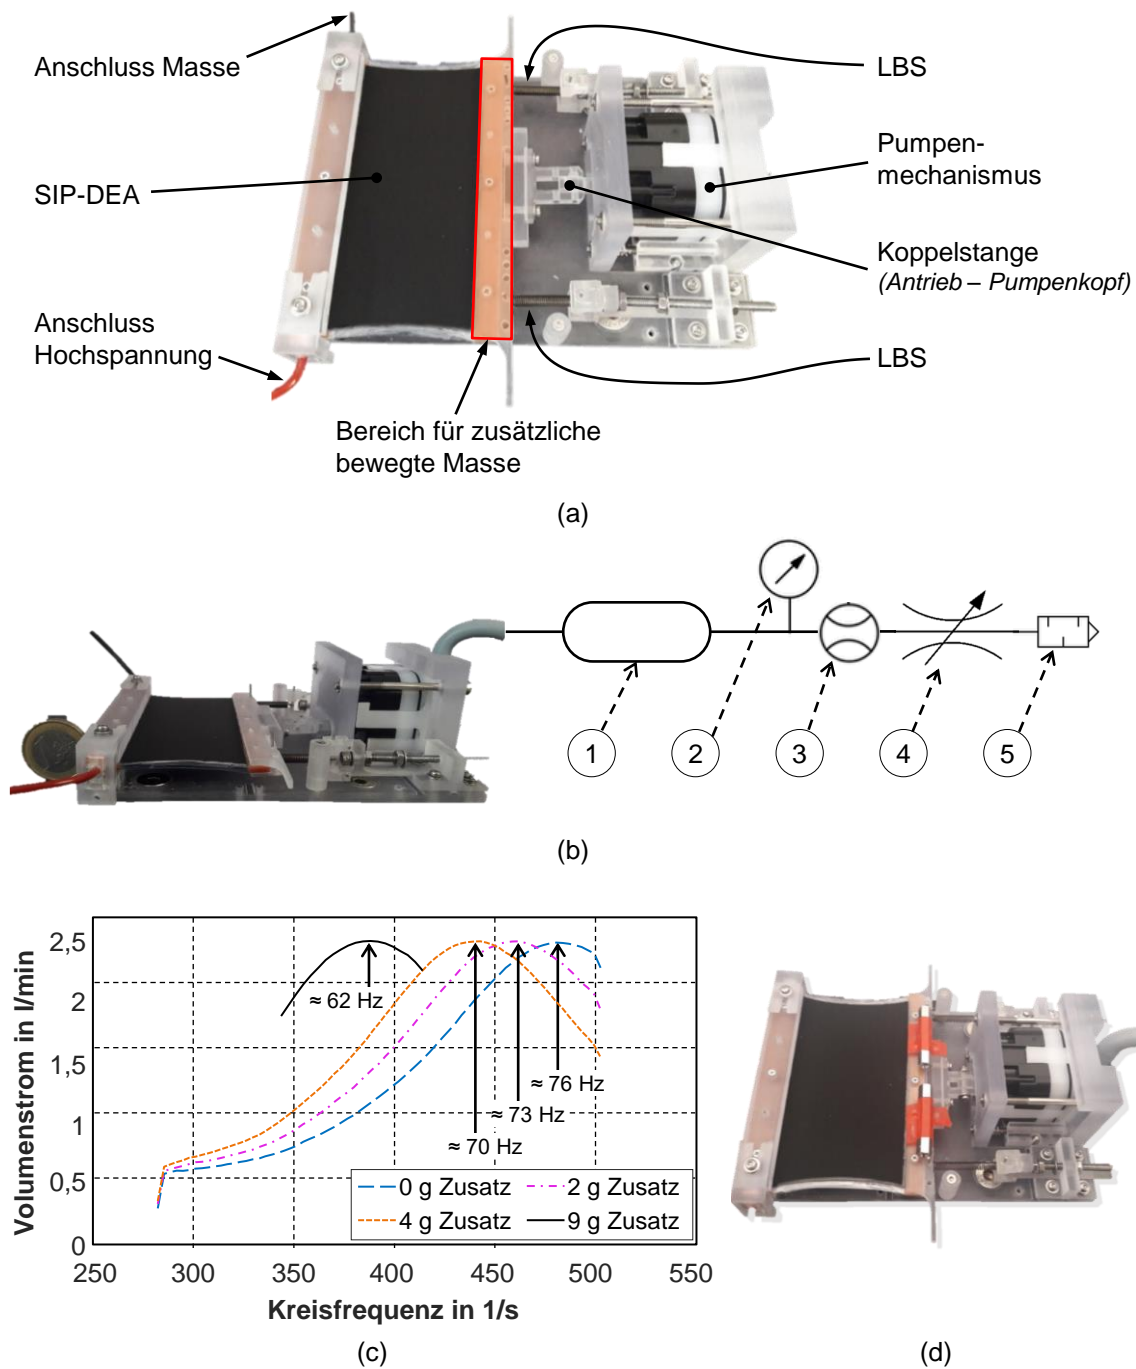 Anschluss Masse
SIP-DEA
Anschluss
Hochspannung
LBS
Pumpen-
mechanismus
Koppelstange
(Antrieb – Pumpenkopf)
LBS
Bereich für zusätzliche
bewegte Masse
(a)
1
2
3
4
5
(b)
Volumenstrom in l/min
2,5
2
1,5
1
0,5
0
≈ 62 Hz
≈ 76 Hz
≈ 73 Hz
≈ 70 Hz
0 g Zusatz
2 g Zusatz
4 g Zusatz
9 g Zusatz
250 300 350 400 450 500 550
Kreisfrequenz in 1/s
(c)
(d)